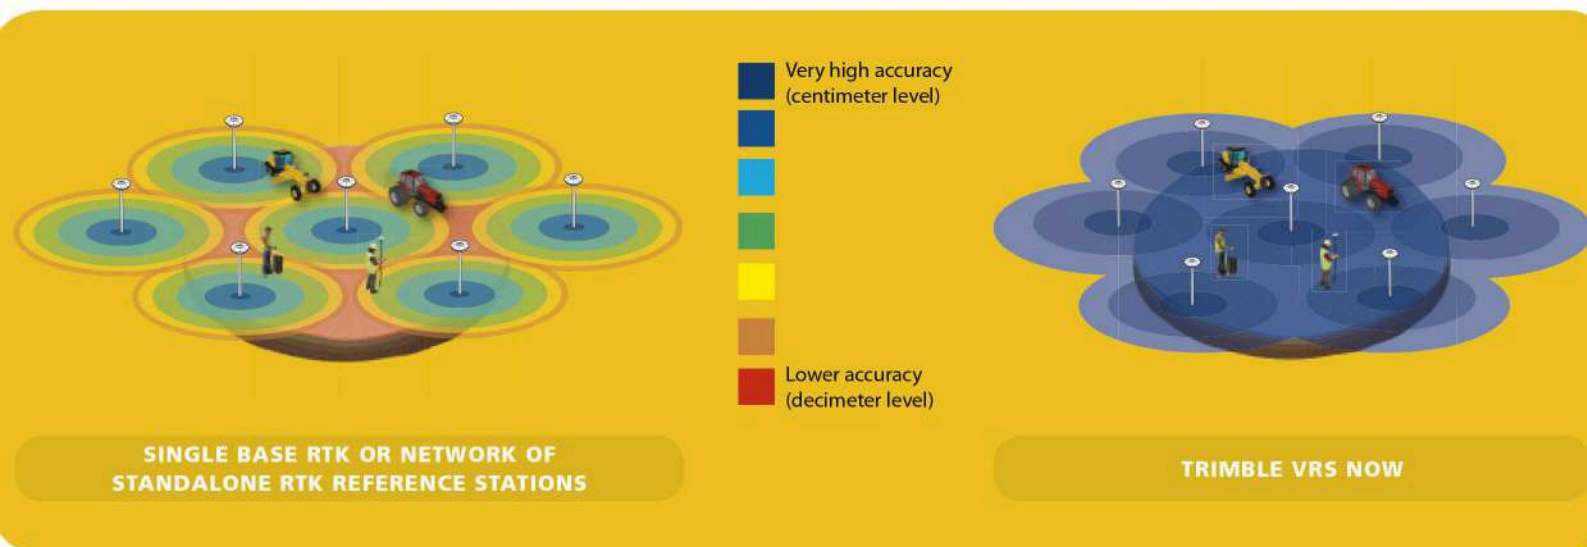 Very high accuracy
(centimeter level)
Lower accuracy
(decimeter level)
SINGLE BASE RTK OR NETWORK OF
STANDALONE RTK REFERENCE STATIONS
TRIMBLE VRS NOW